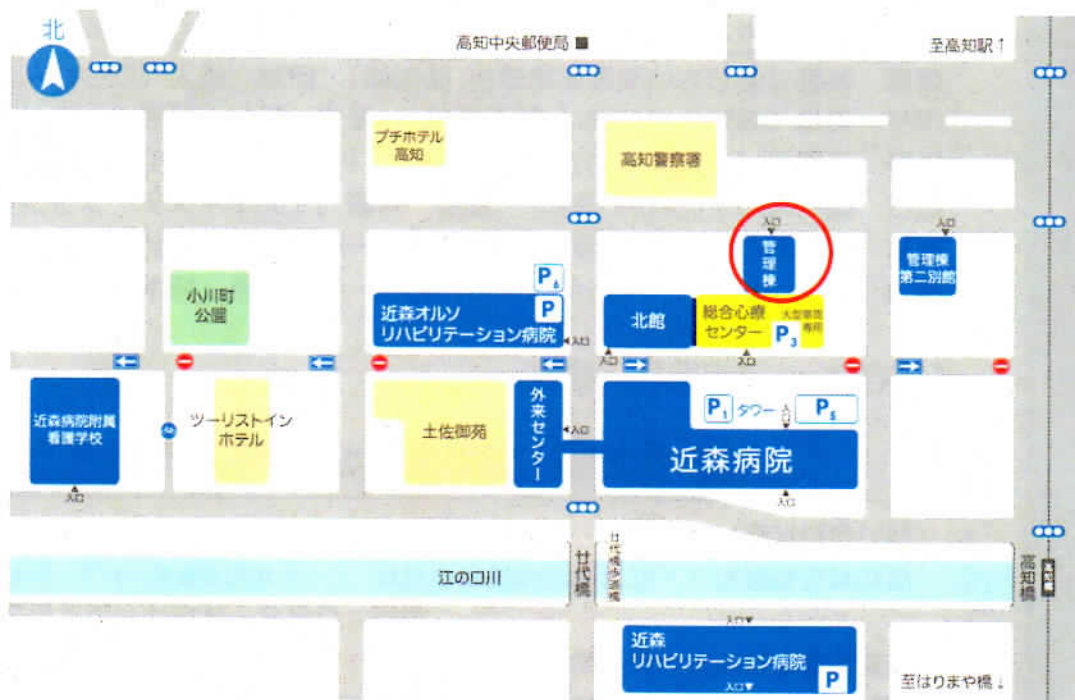 北
高知中央郵便局
至高知駅↑
プチホテル
高知
高知警察署
入口
管理棟
入口
管理棟
第二別館
小川町
公園
P6
P
近森オルソ
リハビリテーション病院
入口
北館
総合心療
センター
大型車両
専用
P3
入口
入口
近森病院附属
看護学校
入口
ツーリストイン
ホテル
土佐御苑
外来センター
入口
P1
タワー
入口
P5
近森病院
入口
江の口川
廿代橋
廿代橋歩道橋
高知橋
高知橋
入口
近森
リハビリテーション病院
入口
P
至はりまや橋↓